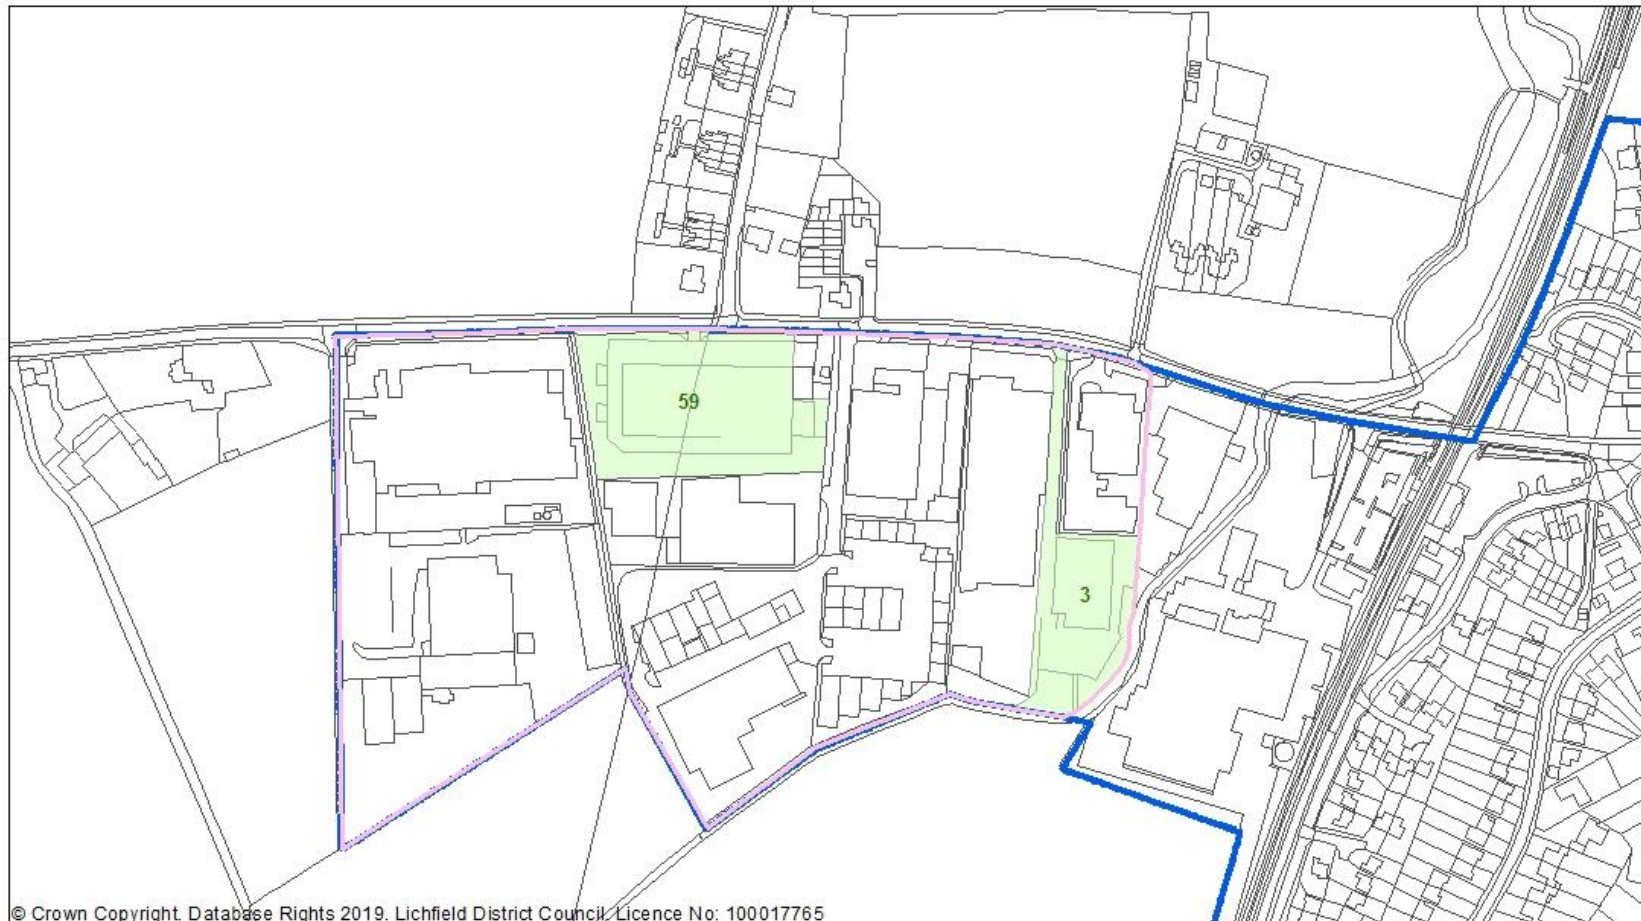 59
3
© Crown Copyright. Database Rights 2019. Lichfield District Council. Licence No: 100017765